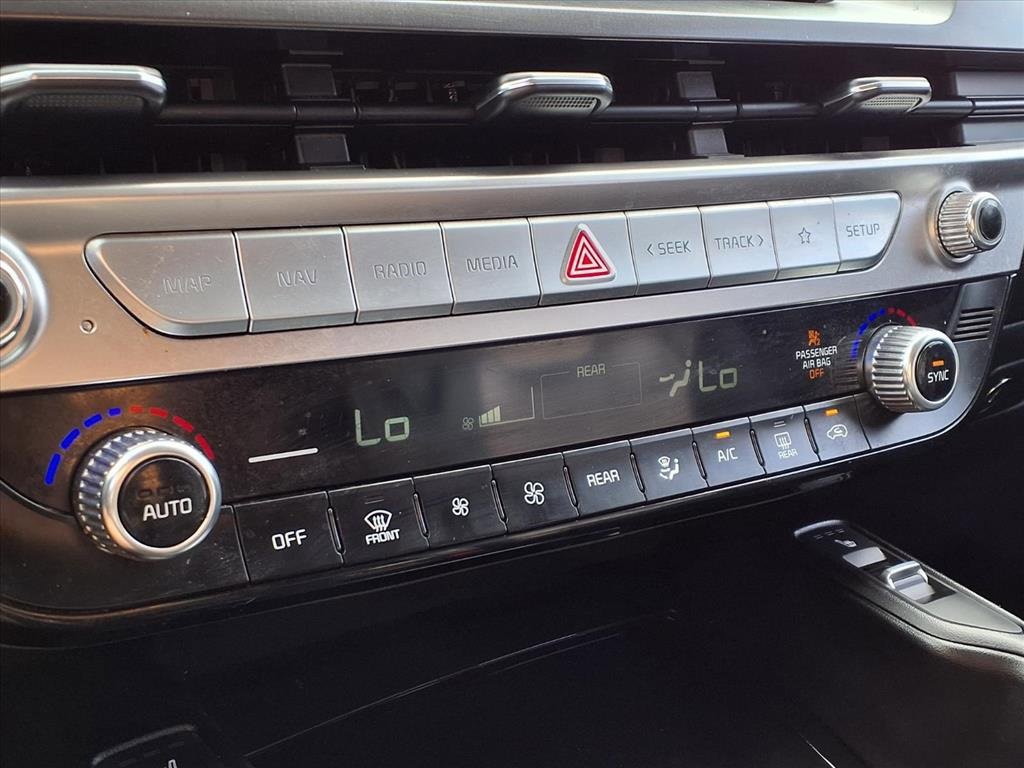 MAP NAV RADIO MEDIA < SEEK TRACK > SETUP
Lo REAR Lo
PASSENGER
AIR BAG
OFF
AUTO
SYNC
OFF
FRONT
REAR
A/C
REAR